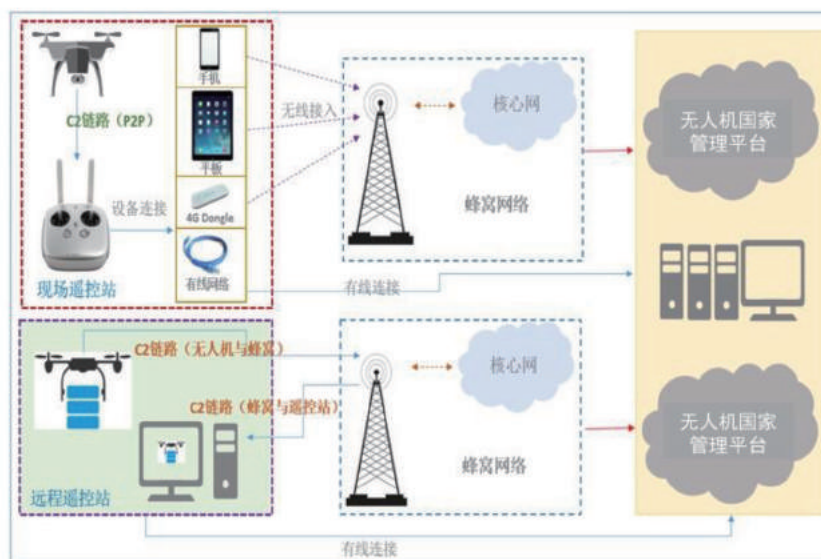 手机
C2链路（P2P）
平板
无线接入
设备连接
4G Dongle
有线网络
现场遥控站
核心网
蜂窝网络
无人机国家
管理平台
有线连接
C2链路（无人机与蜂窝）
C2链路（蜂窝与遥控站）
远程遥控站
核心网
蜂窝网络
无人机国家
管理平台
有线连接